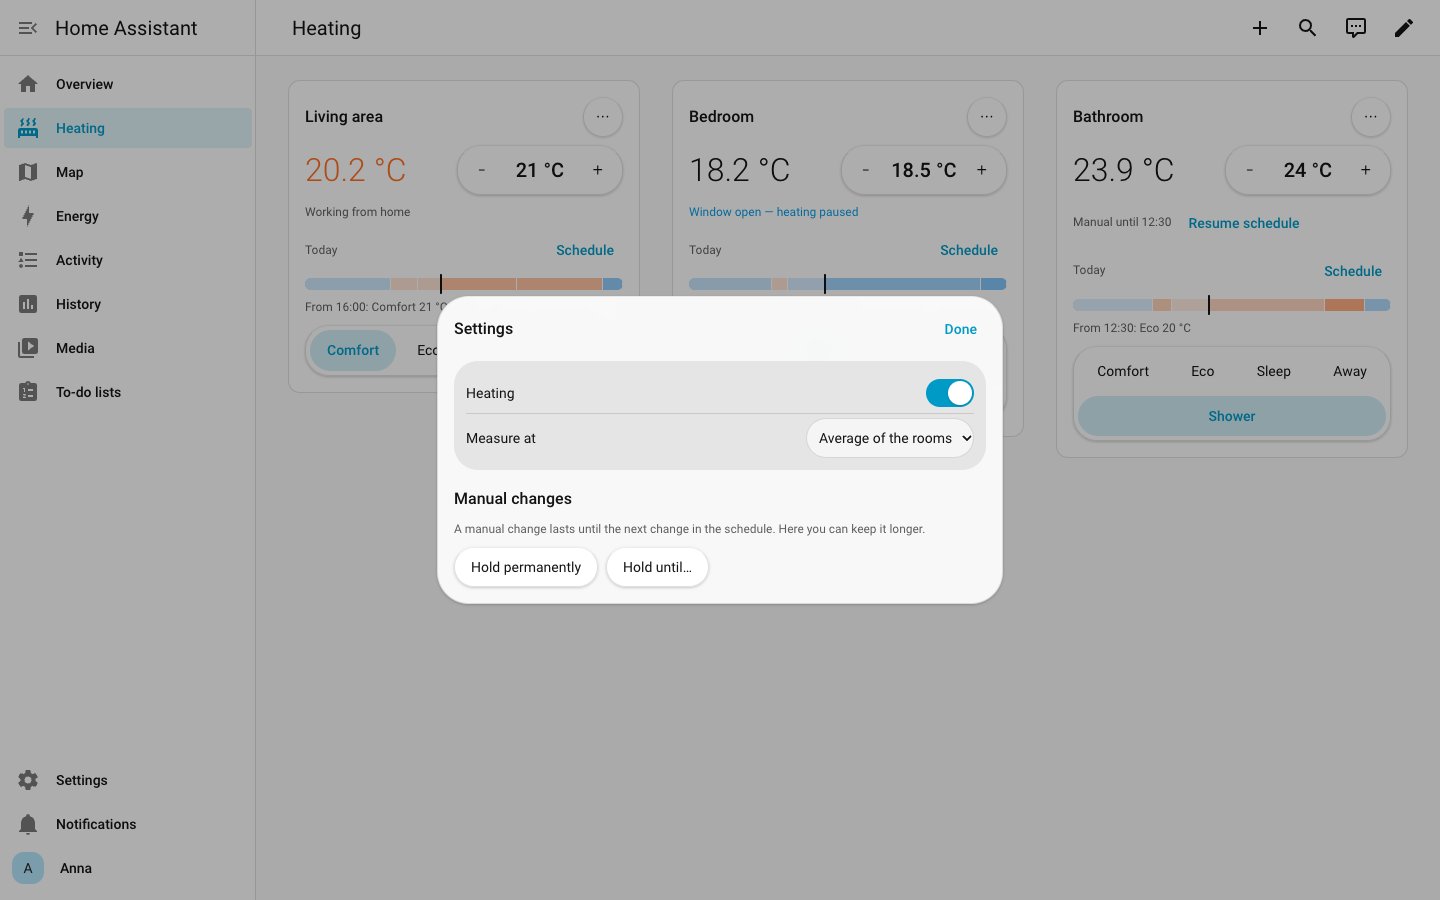 Home Assistant
Heating
Overview
Heating
Map
Energy
Activity
History
Media
To-do lists
Settings
Notifications
A Anna
Living area ...
20.2 °C - 21 °C +
Working from home
Today Schedule
From 16:00: Comfort 21 °C
Comfort Eco
Bedroom ...
18.2 °C - 18.5 °C +
Window open — heating paused
Today Schedule
Bathroom ...
23.9 °C - 24 °C +
Manual until 12:30 Resume schedule
Today Schedule
From 12:30: Eco 20 °C
Comfort Eco Sleep Away
Shower
Settings Done
Heating
Measure at Average of the rooms
Manual changes
A manual change lasts until the next change in the schedule. Here you can keep it longer.
Hold permanently Hold until...